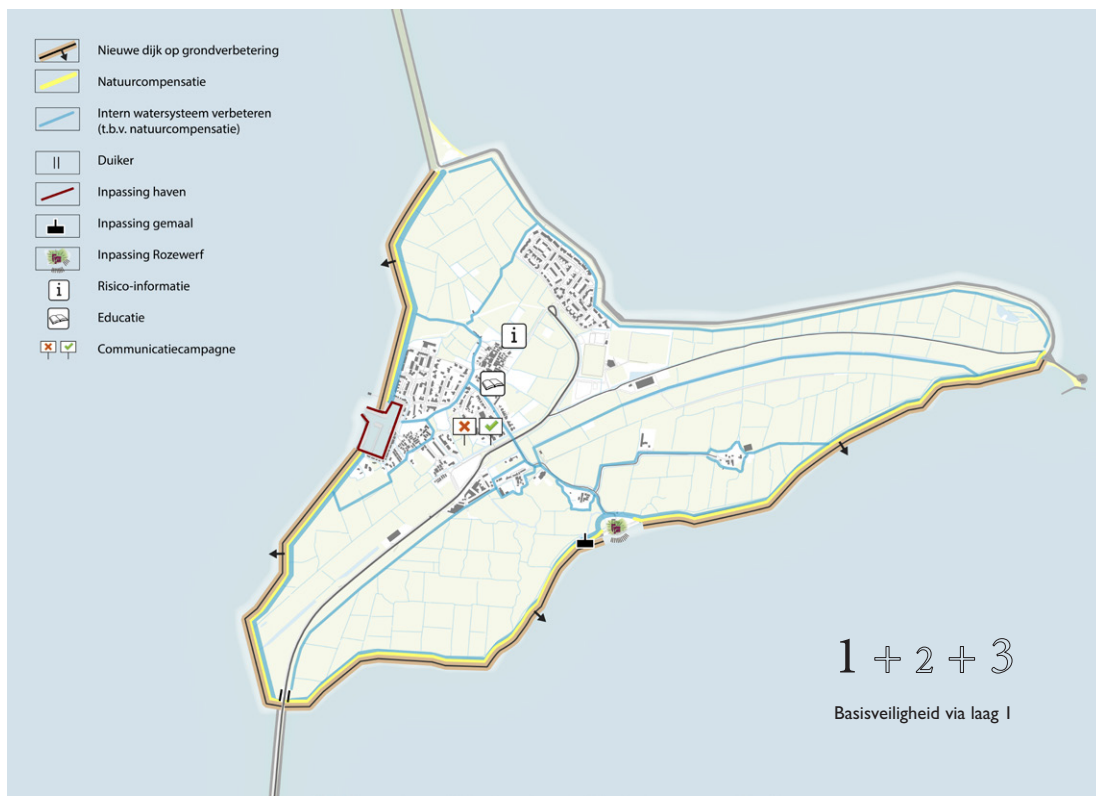 Nieuwe dijk op grondverbetering
Natuurcompensatie
Intern watersysteem verbeteren
(t.b.v. natuurcompensatie)
Duiker
Inpassing haven
Inpassing gemaal
Inpassing Rozewerf
i Risico-informatie
Educatie
Communicatiecampagne
i
1 + 2 + 3
Basisveiligheid via laag 1